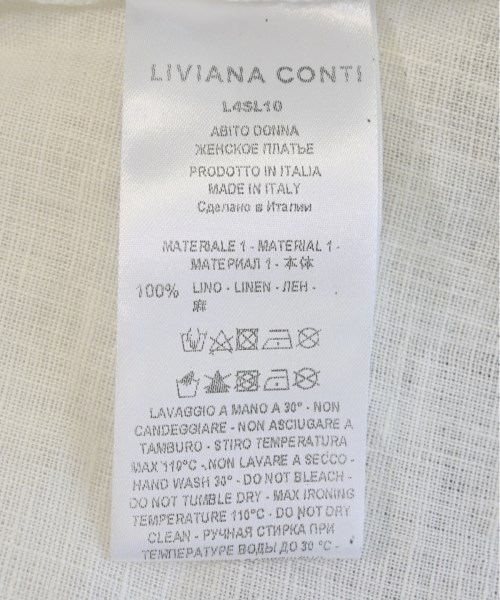 LIVIANA CONTI
L4SL10
ABITO DONNA
ЖЕНСКОЕ ПЛАТЬЕ
PRODOTTO IN ITALIA
MADE IN ITALY
Сделано в Италии
MATERIALE 1 - MATERIAL 1 -
МАТЕРИАЛ 1 - 本体
100% LINO - LINEN - ЛЕН -
麻
LAVAGGIO A MANO A 30° - NON
CANDEGGIARE - NON ASCIUGARE A
TAMBURO - STIRO TEMPERATURA
MAX 110°C - NON LAVARE A SECCO -
HAND WASH 30° - DO NOT BLEACH -
DO NOT TUMBLE DRY - MAX IRONING
TEMPERATURE 110°C - DO NOT DRY
CLEAN - РУЧНАЯ СТИРКА ПРИ
ТЕМПЕРАТУРЕ ВОДЫ ДО 30 °C -